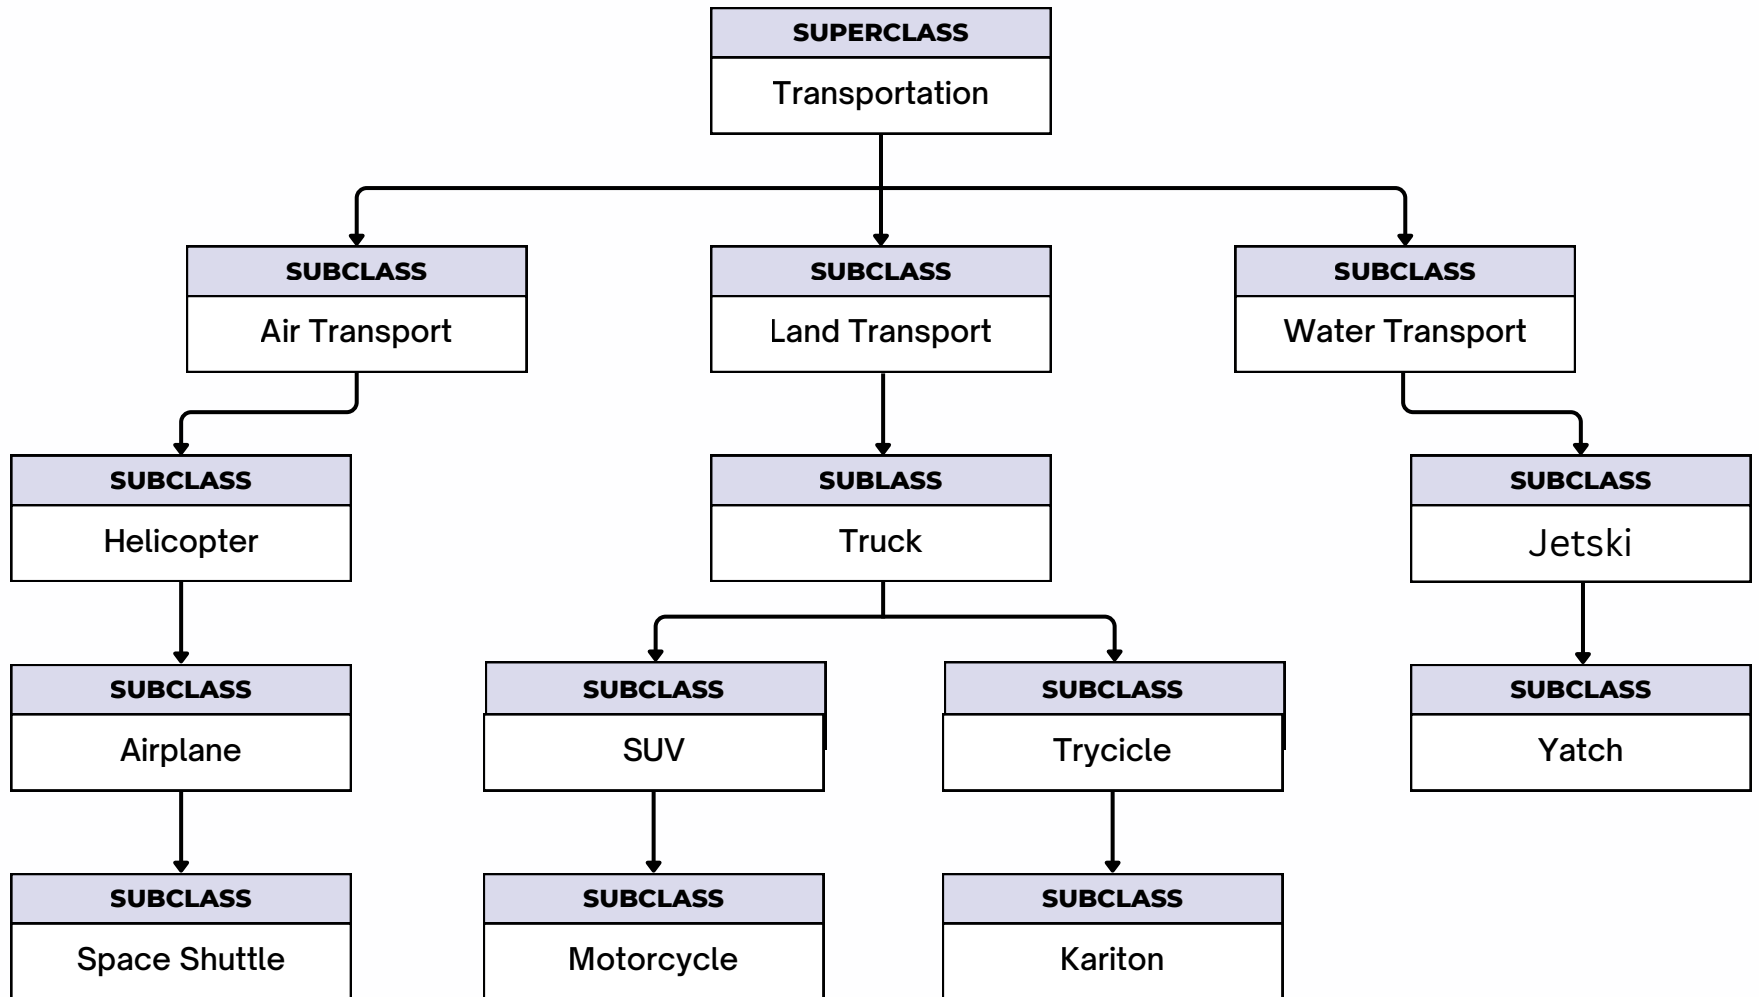 SUPERCLASS
Transportation
SUBCLASS
Air Transport
SUBCLASS
Land Transport
SUBCLASS
Water Transport
SUBCLASS
Helicopter
SUBLASS
Truck
SUBCLASS
Jetski
SUBCLASS
Airplane
SUBCLASS
SUV
SUBCLASS
Trycicle
SUBCLASS
Yatch
SUBCLASS
Space Shuttle
SUBCLASS
Motorcycle
SUBCLASS
Kariton